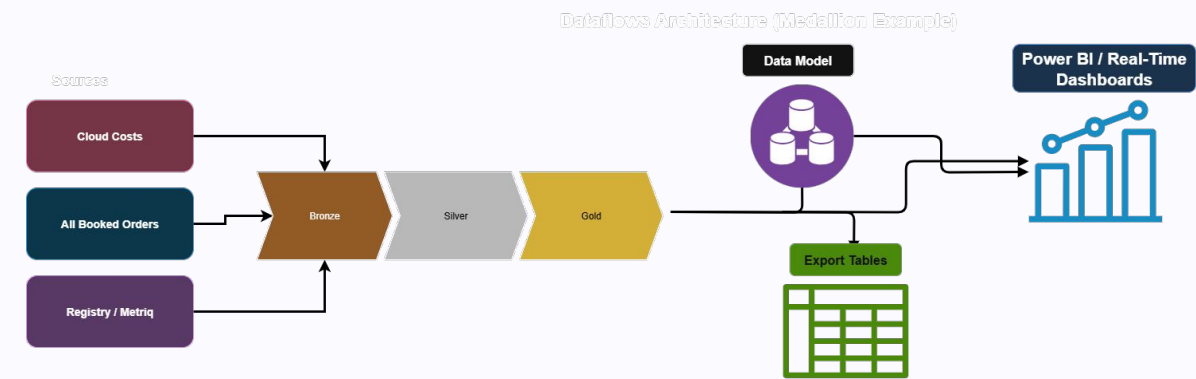 Dataflows Architecture (Medallion Example)
Sources
Cloud Costs
All Booked Orders
Registry / Metriq
Bronze
Silver
Gold
Data Model
Export Tables
Power BI / Real-Time
Dashboards